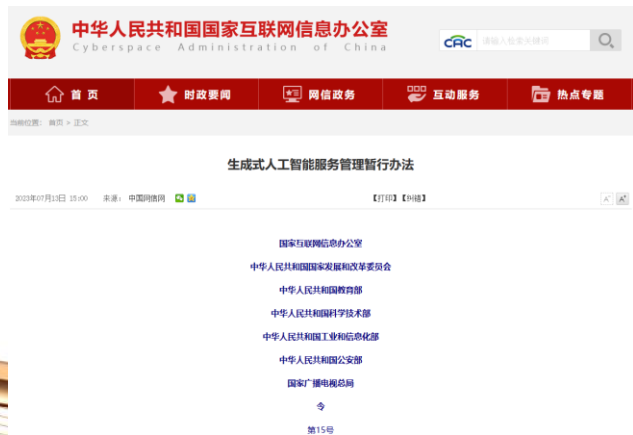 中华人民共和国国家互联网信息办公室
Cyberspace Administration of China
CAC 请输入检索关键词
首 页 时政要闻 网信政务 互动服务 热点专题
当前位置： 首页 > 正文
生成式人工智能服务管理暂行办法
2023年07月13日 15:00 来源： 中国网信网 【打印】【纠错】 A- A+
国家互联网信息办公室
中华人民共和国国家发展和改革委员会
中华人民共和国教育部
中华人民共和国科学技术部
中华人民共和国工业和信息化部
中华人民共和国公安部
国家广播电视总局
令
第15号